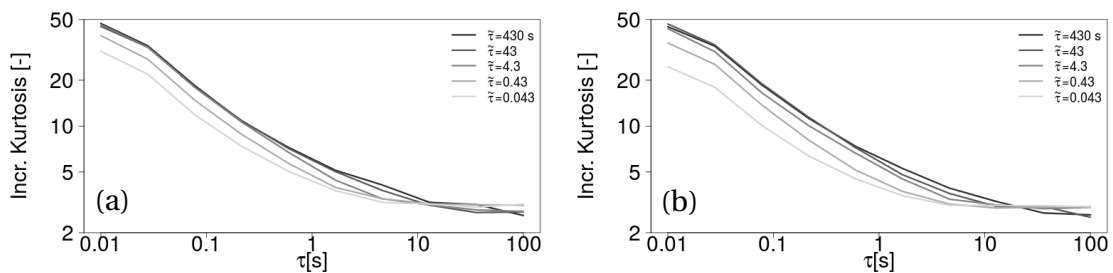 50
20
10
5
2
Incr. Kurtosis [-]
(a)
τ̃=430 s
τ̃=43
τ̃=4.3
τ̃=0.43
τ̃=0.043
0.01 0.1 1 10 100
τ[s]
50
20
10
5
2
Incr. Kurtosis [-]
(b)
τ̃=430 s
τ̃=43
τ̃=4.3
τ̃=0.43
τ̃=0.043
0.01 0.1 1 10 100
τ[s]